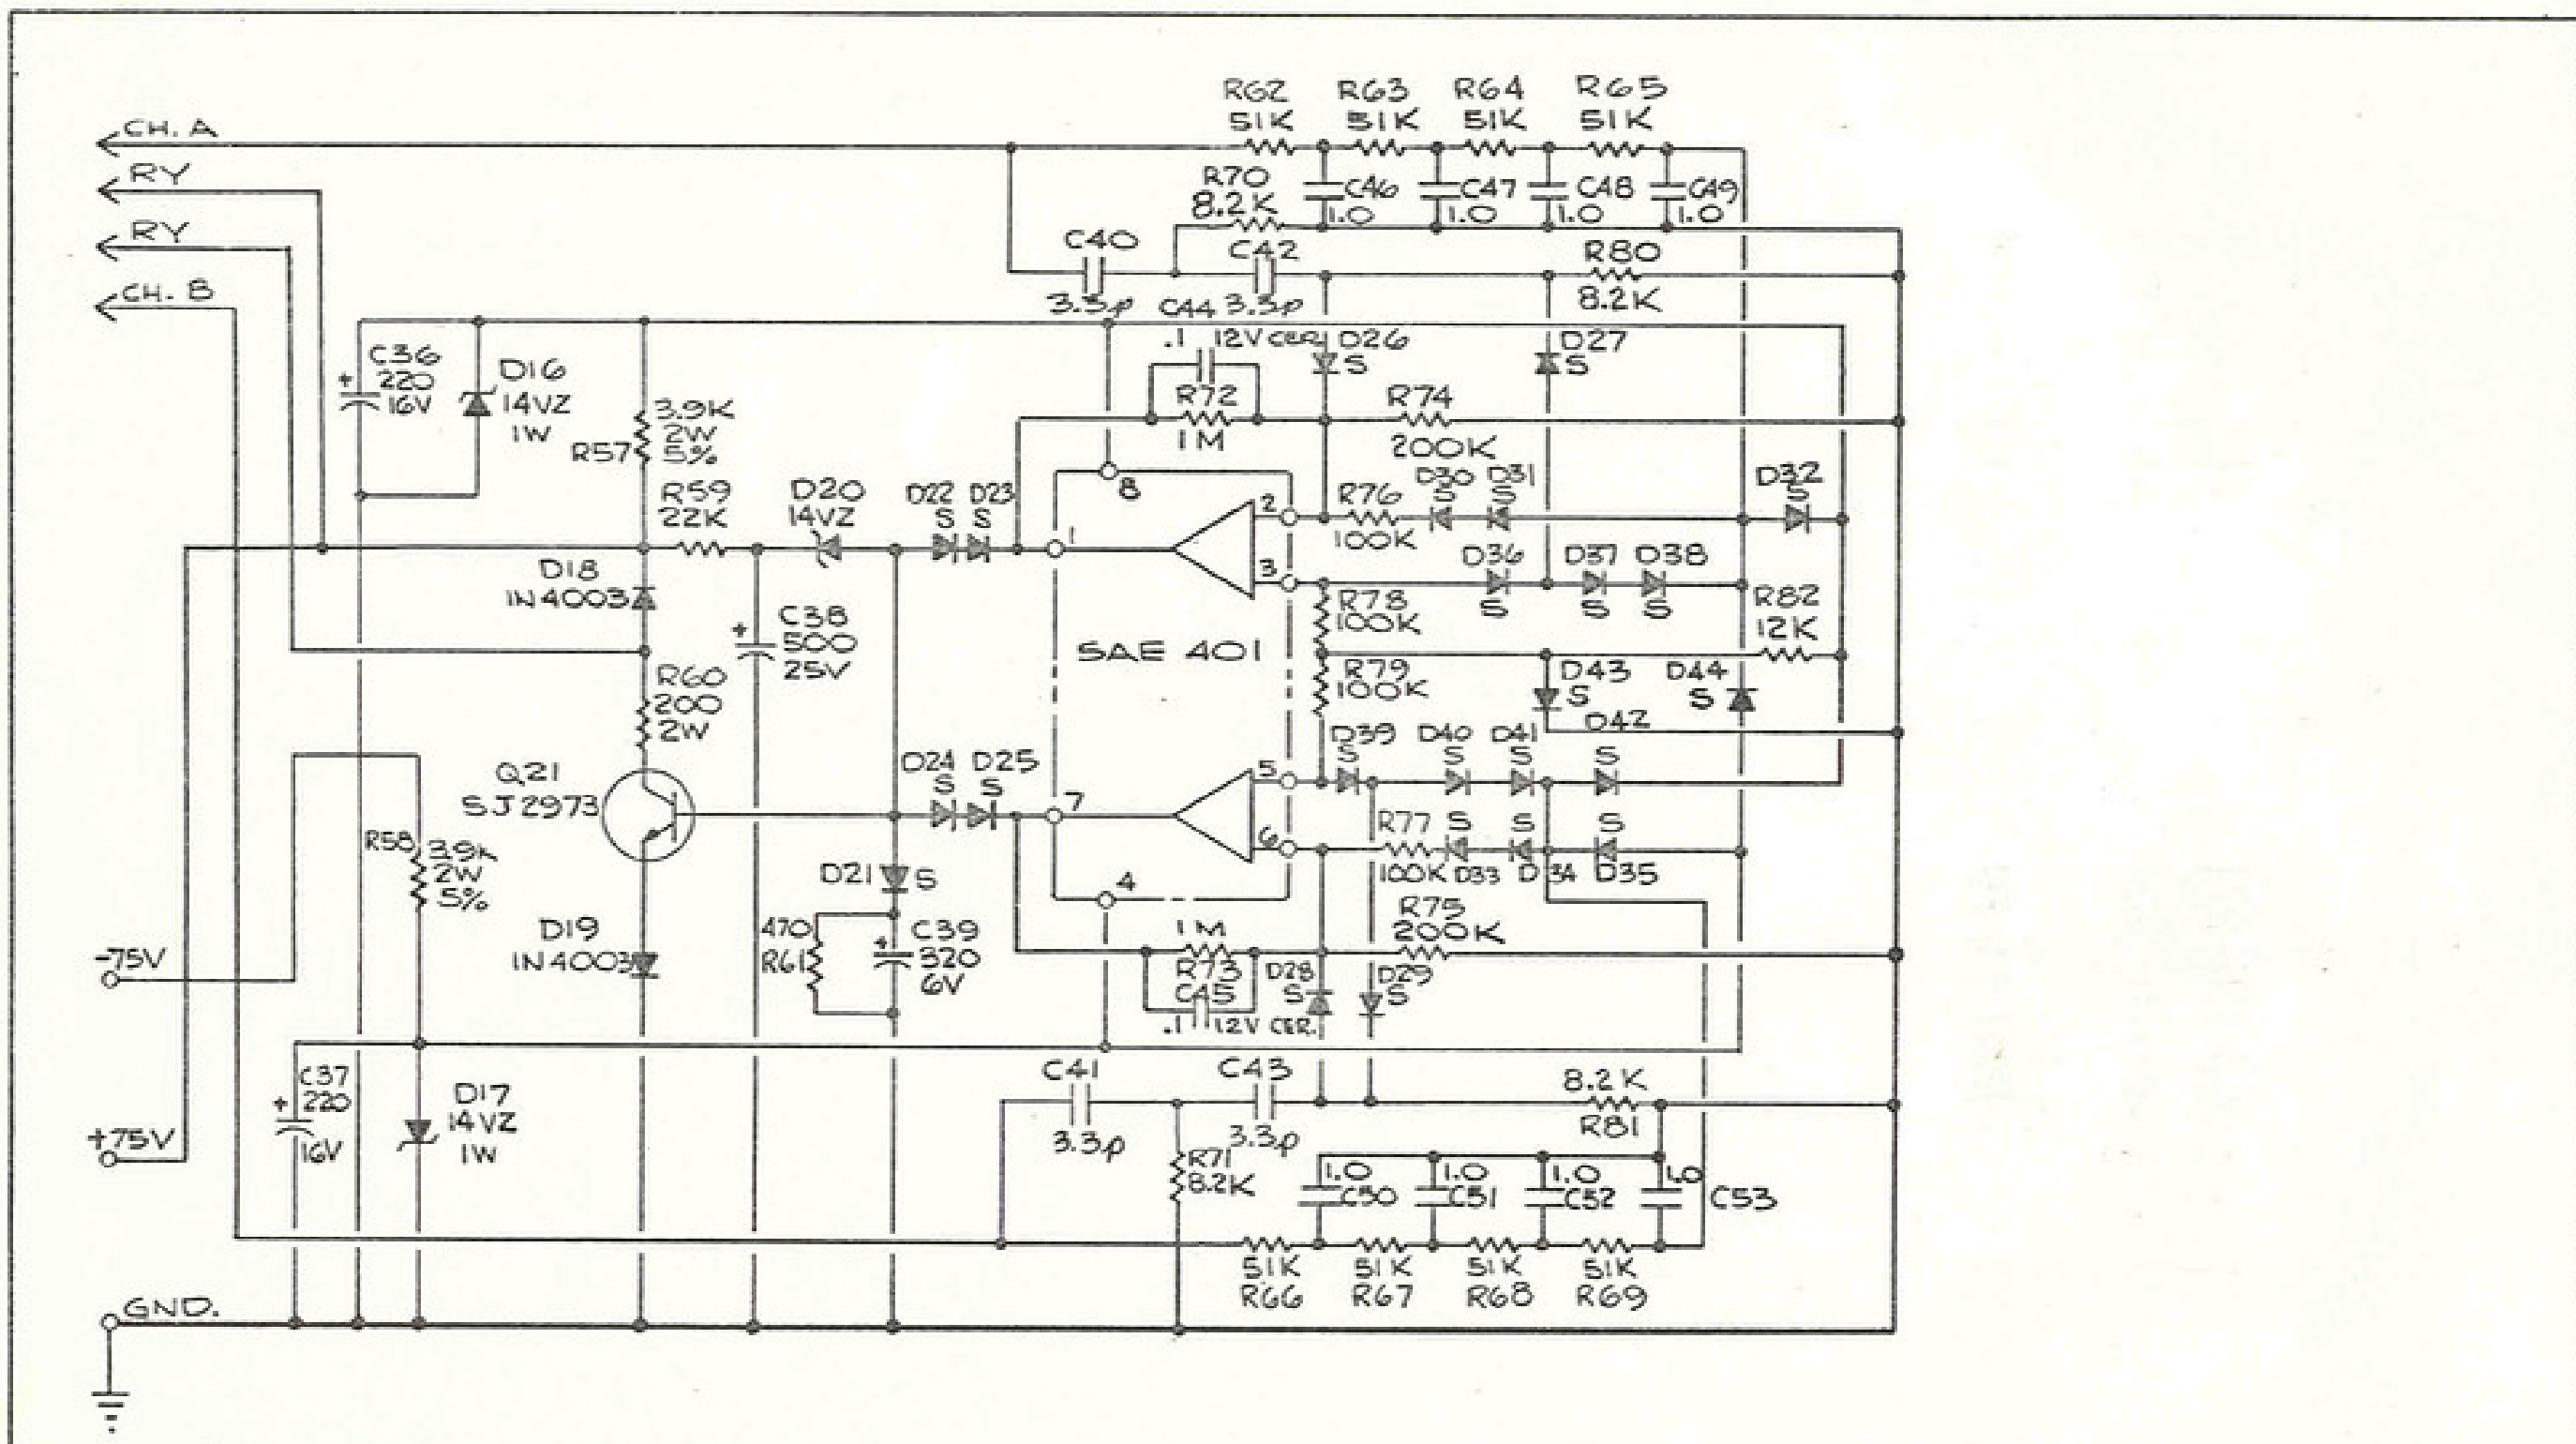 R62 R63 R64 R65
51K 51K 51K 51K
CH. A
RY
R70
8.2K
C46 C47 C48 C49
1.0 1.0 1.0 1.0
RY
C40 C42 R80
CH. B
3.3p C44 3.3p 8.2K
.1 12V CER. D26 D27
S S
C36
220
16V
+
D16
14VZ
1W
R57
3.9K
2W
5%
R72
1M
R74
200K
R59
22K
D20
14VZ
D22 D23
S S
8
2
R76
100K
D30 D31
S S
D32
S
1
3
D36 D37 D38
S S S
D18
1N4003
C38
500
25V
+
R78
100K
R82
12K
SAE 401
R79
100K
D43
S
D44
S
R60
200
2W
D42
D39 D40 D41 D42
S S S S
Q21
SJ2973
D24 D25
S S
7
5
6
R77
100K
S S S
D33 D34 D35
R58
3.9K
2W
5%
D21 S
4
R75
200K
D19
1N4003
470
R61
+
C39
320
6V
1M
R73
C45
.1 12V CER.
D28
S
D29
S
-75V
C37
220
16V
+
D17
14VZ
1W
C41 C43
3.3p 3.3p
8.2K
R81
+75V
R71
8.2K
1.0 1.0 1.0 1.0
C50 C51 C52 C53
51K 51K 51K 51K
R66 R67 R68 R69
GND.